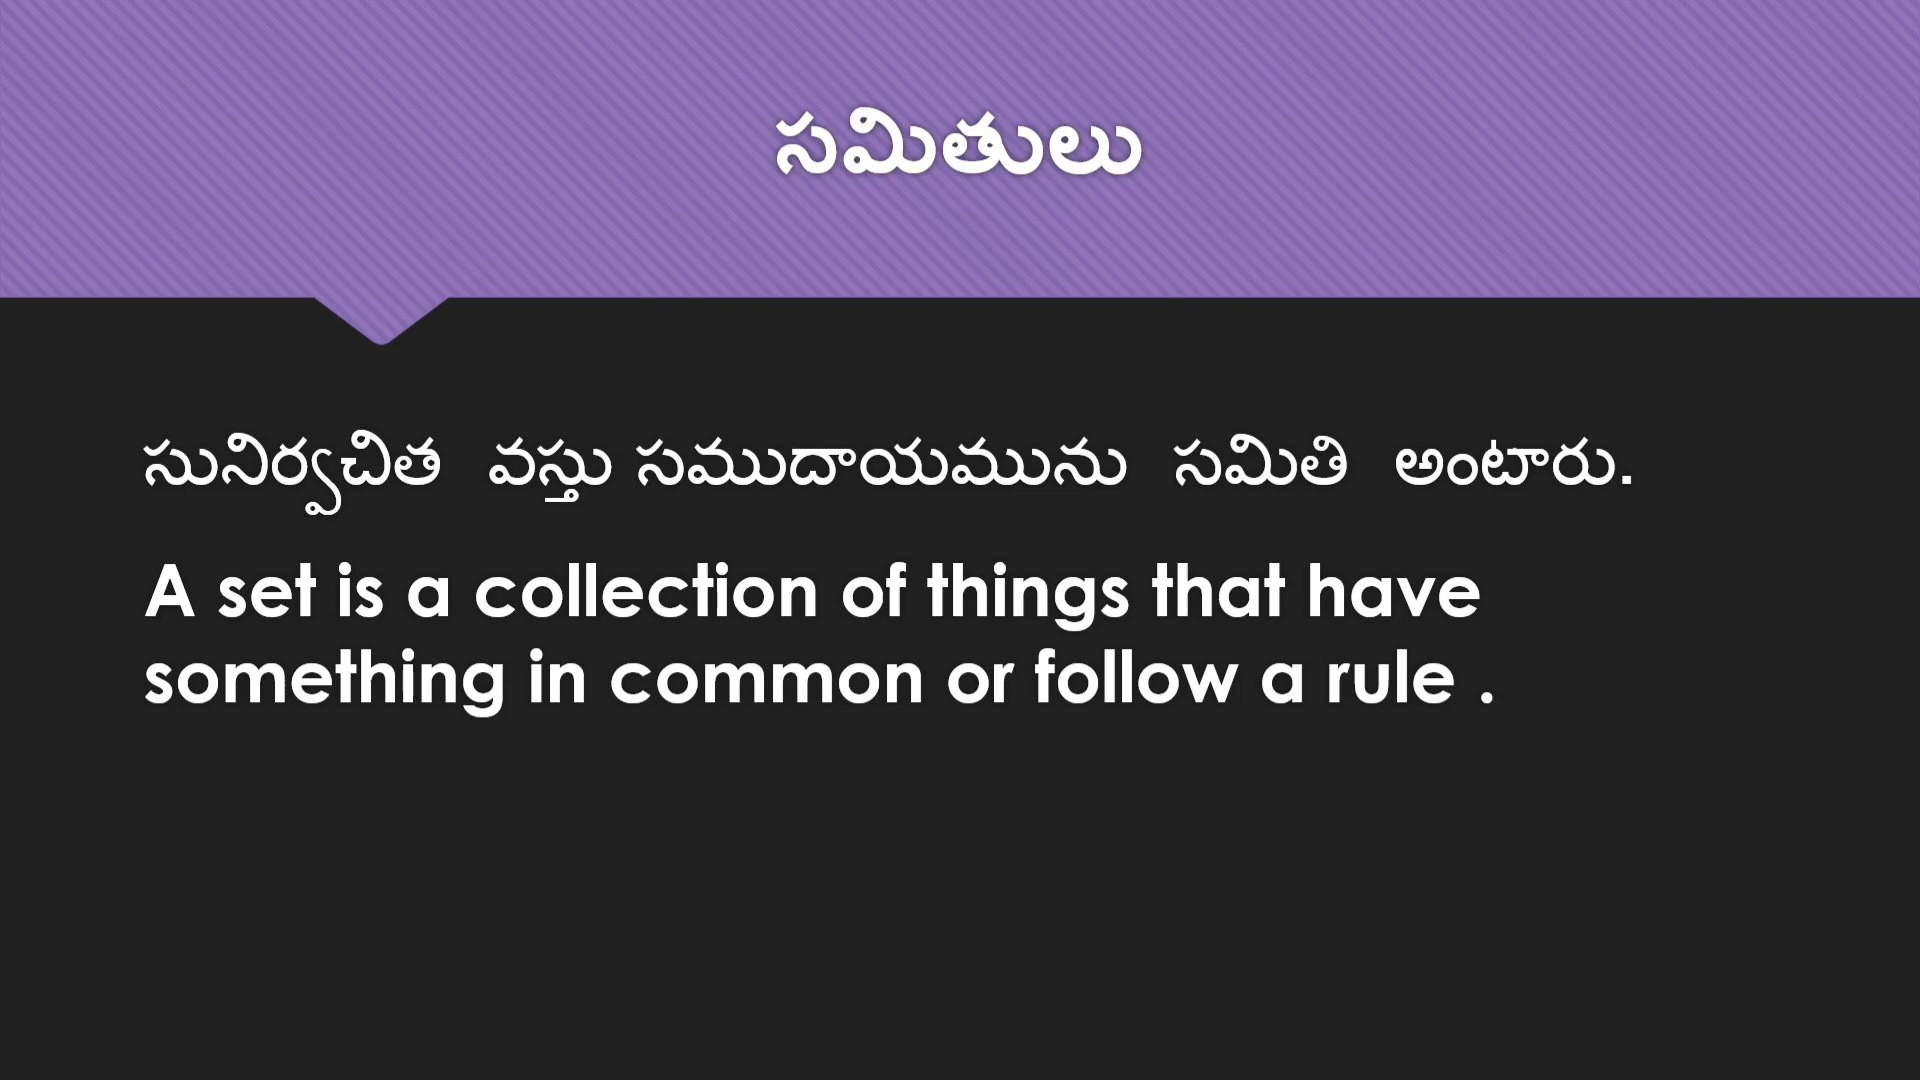 సమితులు
సునిర్వచిత వస్తు సముదాయమును సమితి అంటారు.
A set is a collection of things that have
something in common or follow a rule .